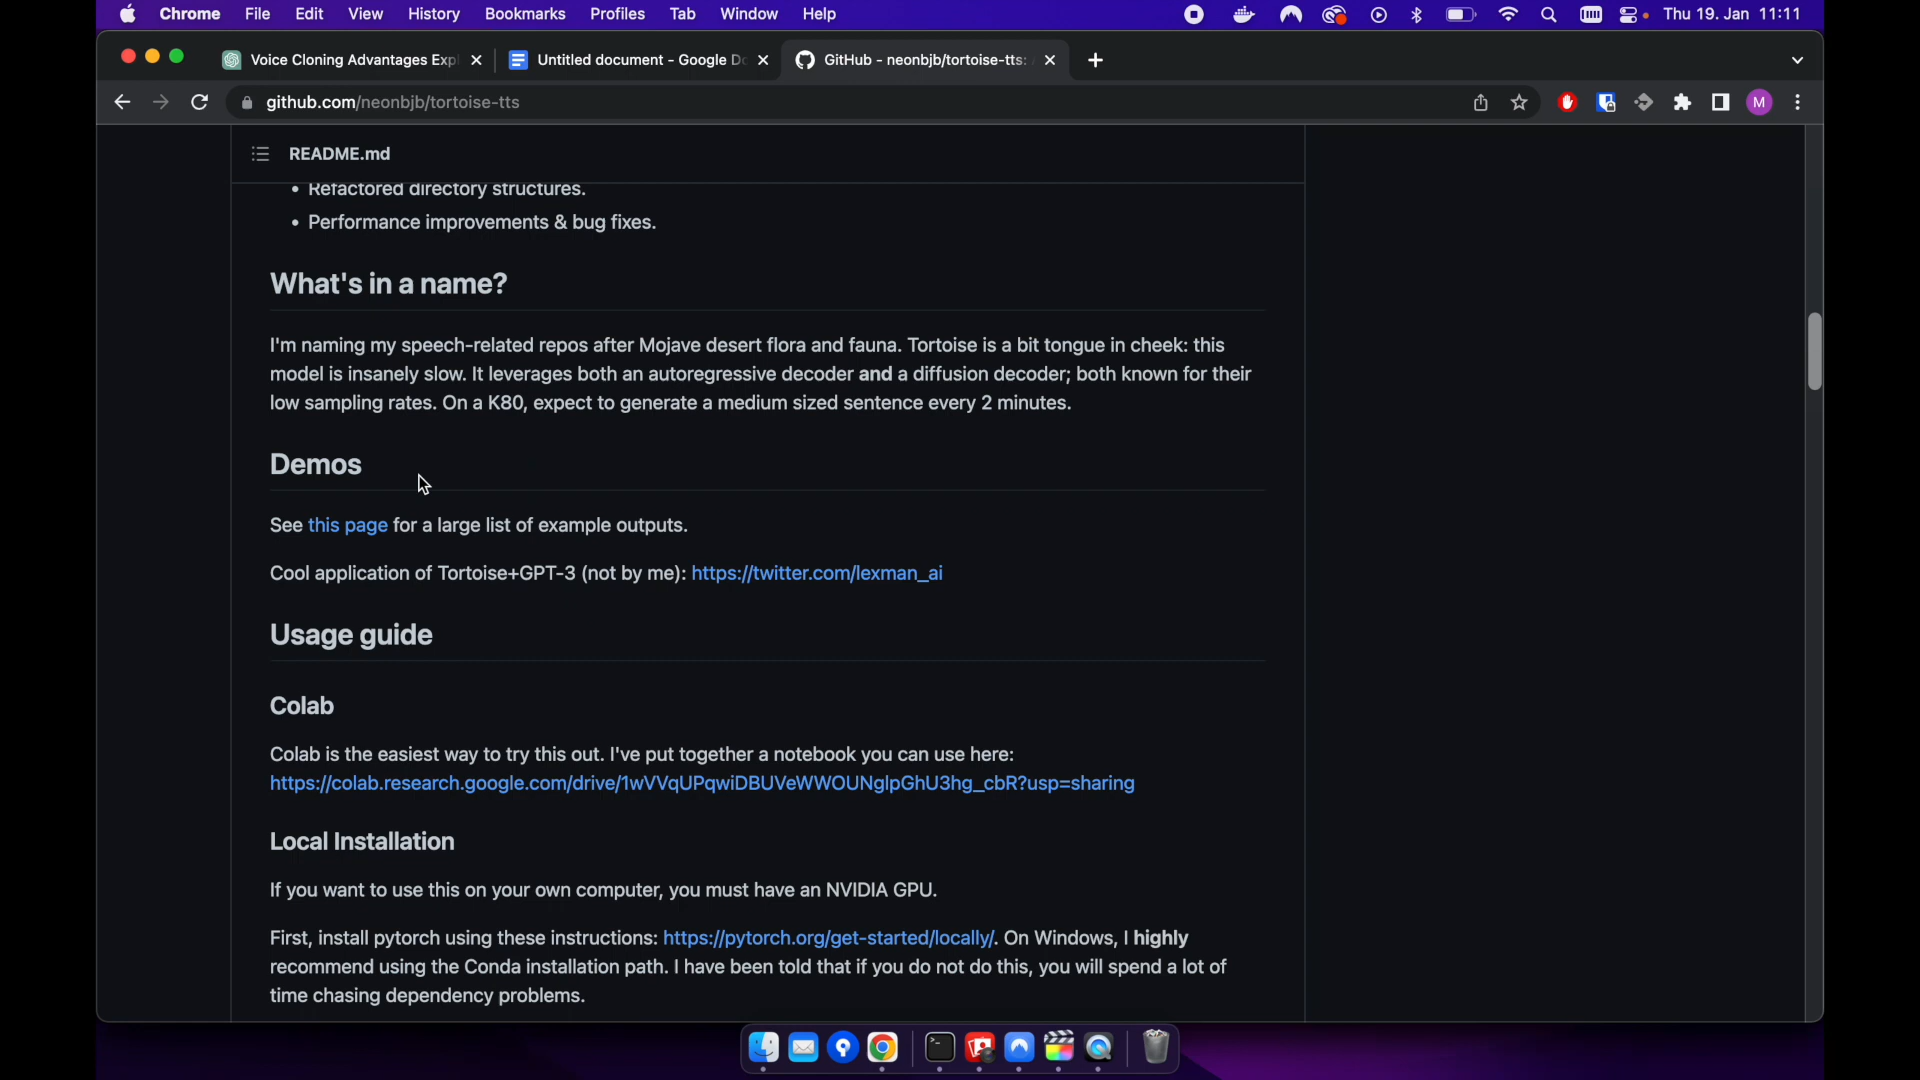 Chrome File Edit View History Bookmarks Profiles Tab Window Help Thu 19. Jan 11:11
Voice Cloning Advantages Exp Untitled document - Google Do GitHub - neonbjb/tortoise-tts:
github.com/neonbjb/tortoise-tts M
README.md
• Refactored directory structures.
• Performance improvements & bug fixes.
What's in a name?
I'm naming my speech-related repos after Mojave desert flora and fauna. Tortoise is a bit tongue in cheek: this
model is insanely slow. It leverages both an autoregressive decoder and a diffusion decoder; both known for their
low sampling rates. On a K80, expect to generate a medium sized sentence every 2 minutes.
Demos
See this page for a large list of example outputs.
Cool application of Tortoise+GPT-3 (not by me): https://twitter.com/lexman_ai
Usage guide
Colab
Colab is the easiest way to try this out. I've put together a notebook you can use here:
https://colab.research.google.com/drive/1wVVqUPqwiDBUVeWWOUNglpGhU3hg_cbR?usp=sharing
Local Installation
If you want to use this on your own computer, you must have an NVIDIA GPU.
First, install pytorch using these instructions: https://pytorch.org/get-started/locally/. On Windows, I highly
recommend using the Conda installation path. I have been told that if you do not do this, you will spend a lot of
time chasing dependency problems.